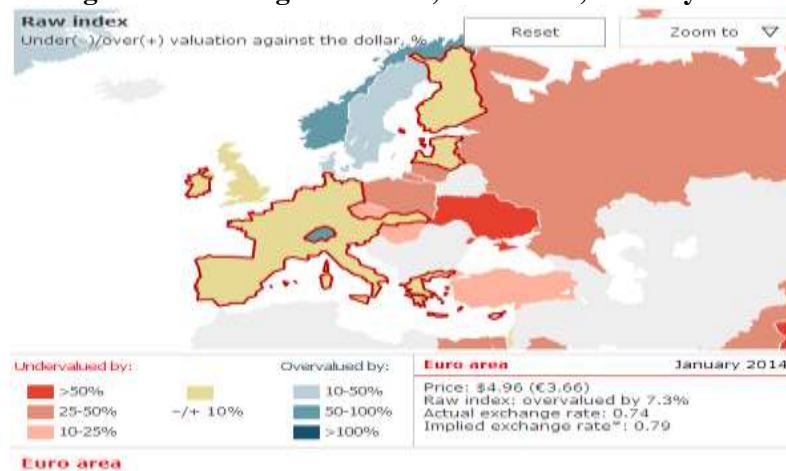 Raw index
Under(-)/over(+) valuation against the dollar, %
Reset
Zoom to
Undervalued by:
>50%
25-50%
10-25%
-/+ 10%
Overvalued by:
10-50%
50-100%
>100%
Euro area
January 2014
Price: $4.96 (€3.66)
Raw index: overvalued by 7.3%
Actual exchange rate: 0.74
Implied exchange rate*: 0.79
Euro area